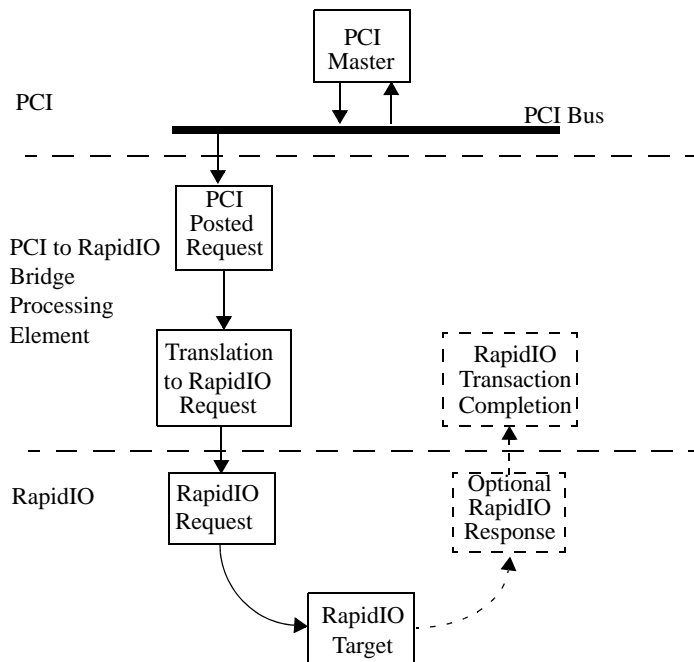 PCI
Master
PCI
PCI Bus
PCI
Posted
Request
PCI to RapidIO
Bridge
Processing
Element
Translation
to RapidIO
Request
RapidIO
Transaction
Completion
RapidIO
RapidIO
Request
Optional
RapidIO
Response
RapidIO
Target